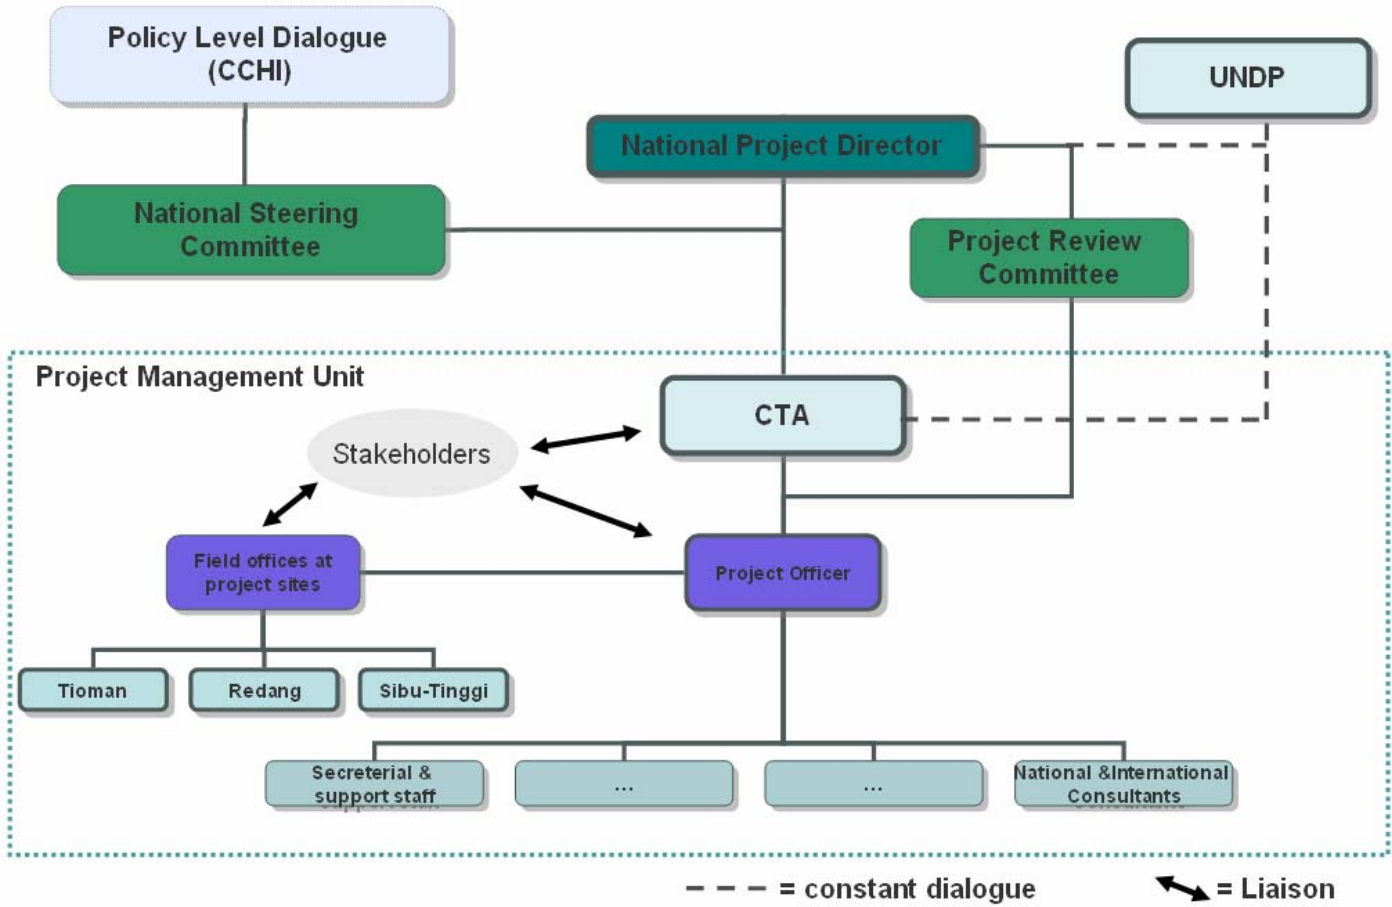 Policy Level Dialogue
(CCHI)
UNDP
National Project Director
National Steering
Committee
Project Review
Committee
Project Management Unit
CTA
Stakeholders
Field offices at
project sites
Project Officer
Tioman
Redang
Sibu-Tinggi
Secreterial &
support staff
...
...
National &International
Consultants
= constant dialogue
= Liaison